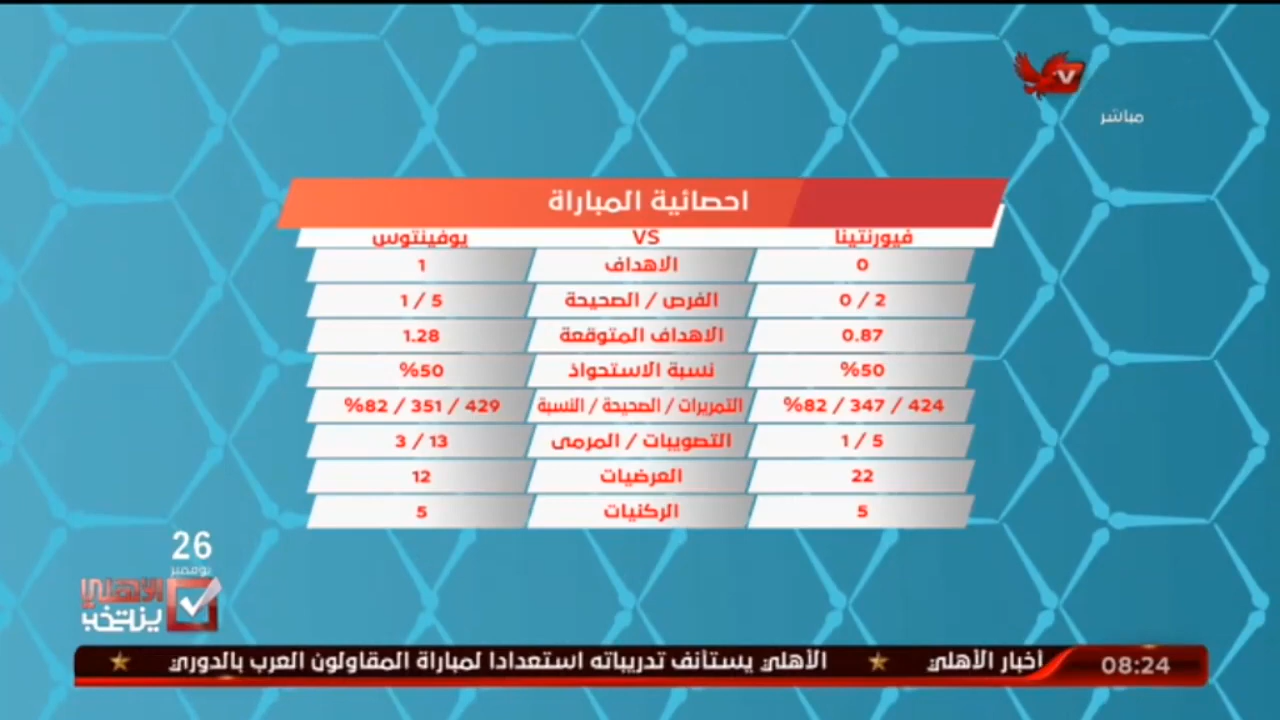 V
مباشر
احصائية المباراة
فيورنتينا VS يوفينتوس
0 الاهداف 1
0 / 2 الفرص / الصحيحة 1 / 5
0.87 الاهداف المتوقعة 1.28
%50 نسبة الاستحواذ %50
%82 / 347 / 424 التمريرات / الصحيحة / النسبة %82 / 351 / 429
1 / 5 التصويبات / المرمى 3 / 13
22 العرضيات 12
5 الركنيات 5
26
نوفمبر
الأهلي
ينتخب
08:24 أخبار الأهلي الأهلي يستأنف تدريباته استعدادا لمباراة المقاولون العرب بالدوري